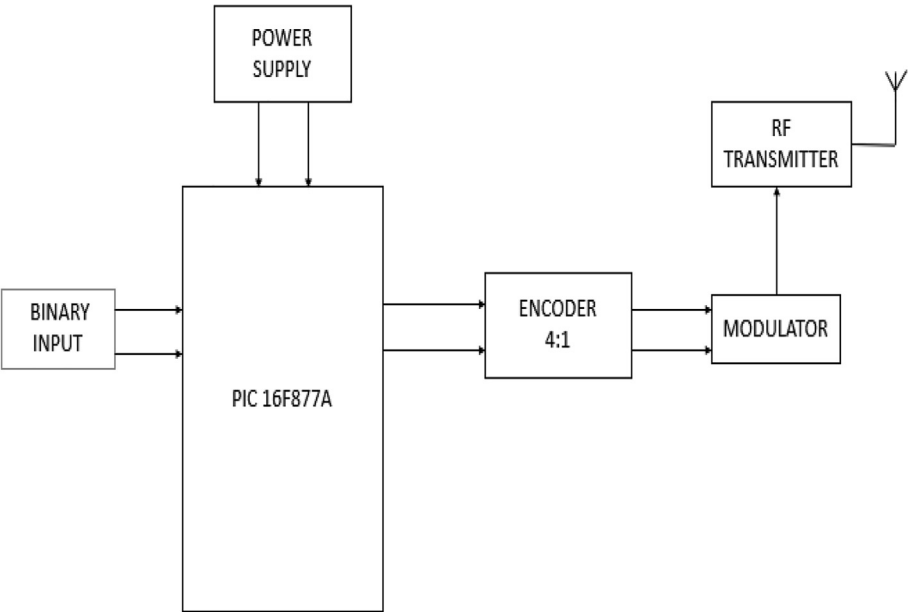 POWER
SUPPLY
RF
TRANSMITTER
BINARY
INPUT
ENCODER
4:1
MODULATOR
PIC 16F877A